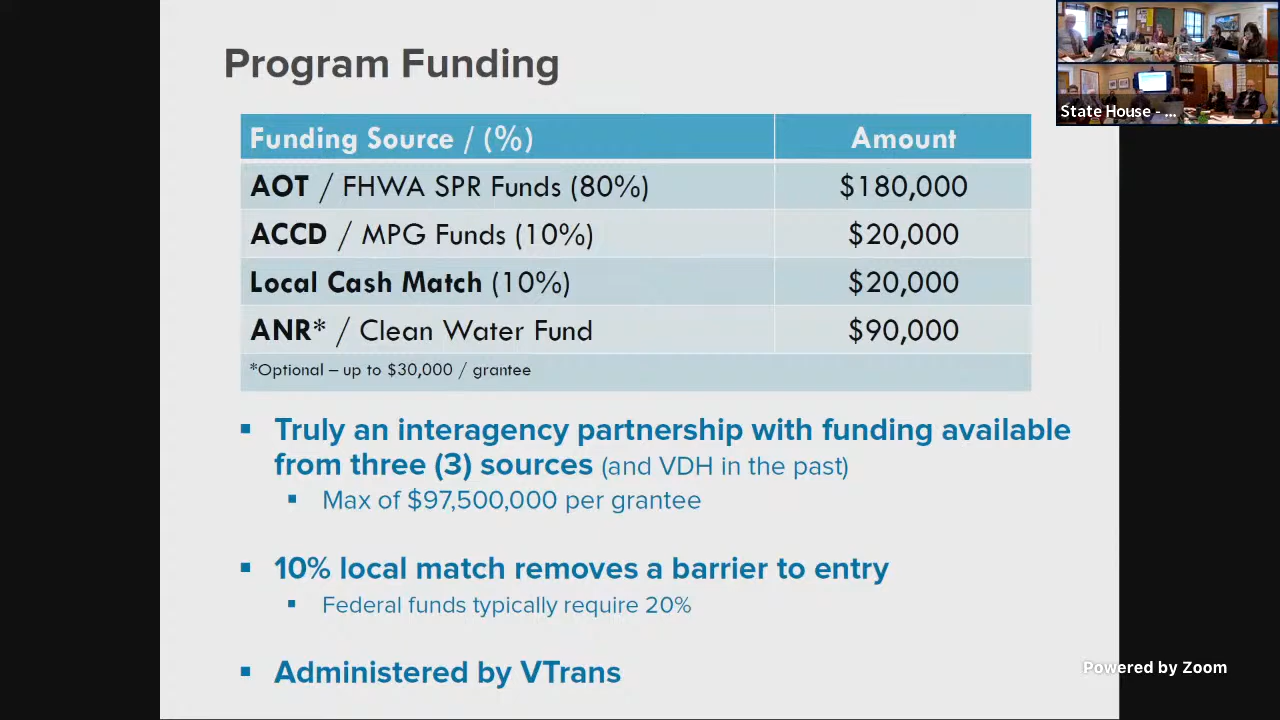 Program Funding
State House - ...
Funding Source / (%) Amount
AOT / FHWA SPR Funds (80%) $180,000
ACCD / MPG Funds (10%) $20,000
Local Cash Match (10%) $20,000
ANR* / Clean Water Fund $90,000
*Optional – up to $30,000 / grantee
▪ Truly an interagency partnership with funding available
from three (3) sources (and VDH in the past)
▪ Max of $97,500,000 per grantee
▪ 10% local match removes a barrier to entry
▪ Federal funds typically require 20%
▪ Administered by VTrans
Powered by Zoom